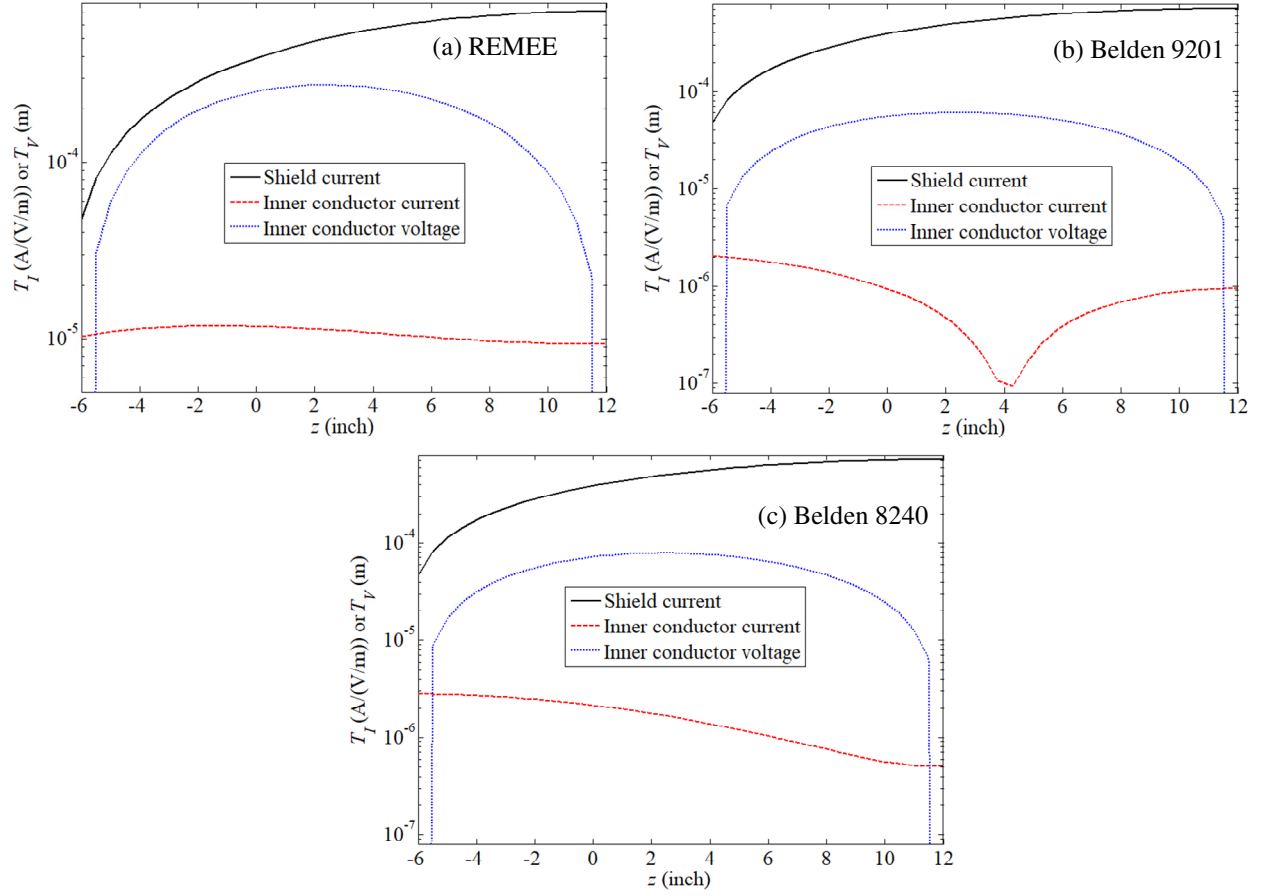 (a) REMEE
T_I (A/(V/m)) or T_V (m)
10^-4
10^-5
Shield current
Inner conductor current
Inner conductor voltage
-6 -4 -2 0 2 4 6 8 10 12
z (inch)
(b) Belden 9201
T_I (A/(V/m)) or T_V (m)
10^-4
10^-5
10^-6
10^-7
Shield current
Inner conductor current
Inner conductor voltage
-6 -4 -2 0 2 4 6 8 10 12
z (inch)
(c) Belden 8240
T_I (A/(V/m)) or T_V (m)
10^-4
10^-5
10^-6
10^-7
Shield current
Inner conductor current
Inner conductor voltage
-6 -4 -2 0 2 4 6 8 10 12
z (inch)